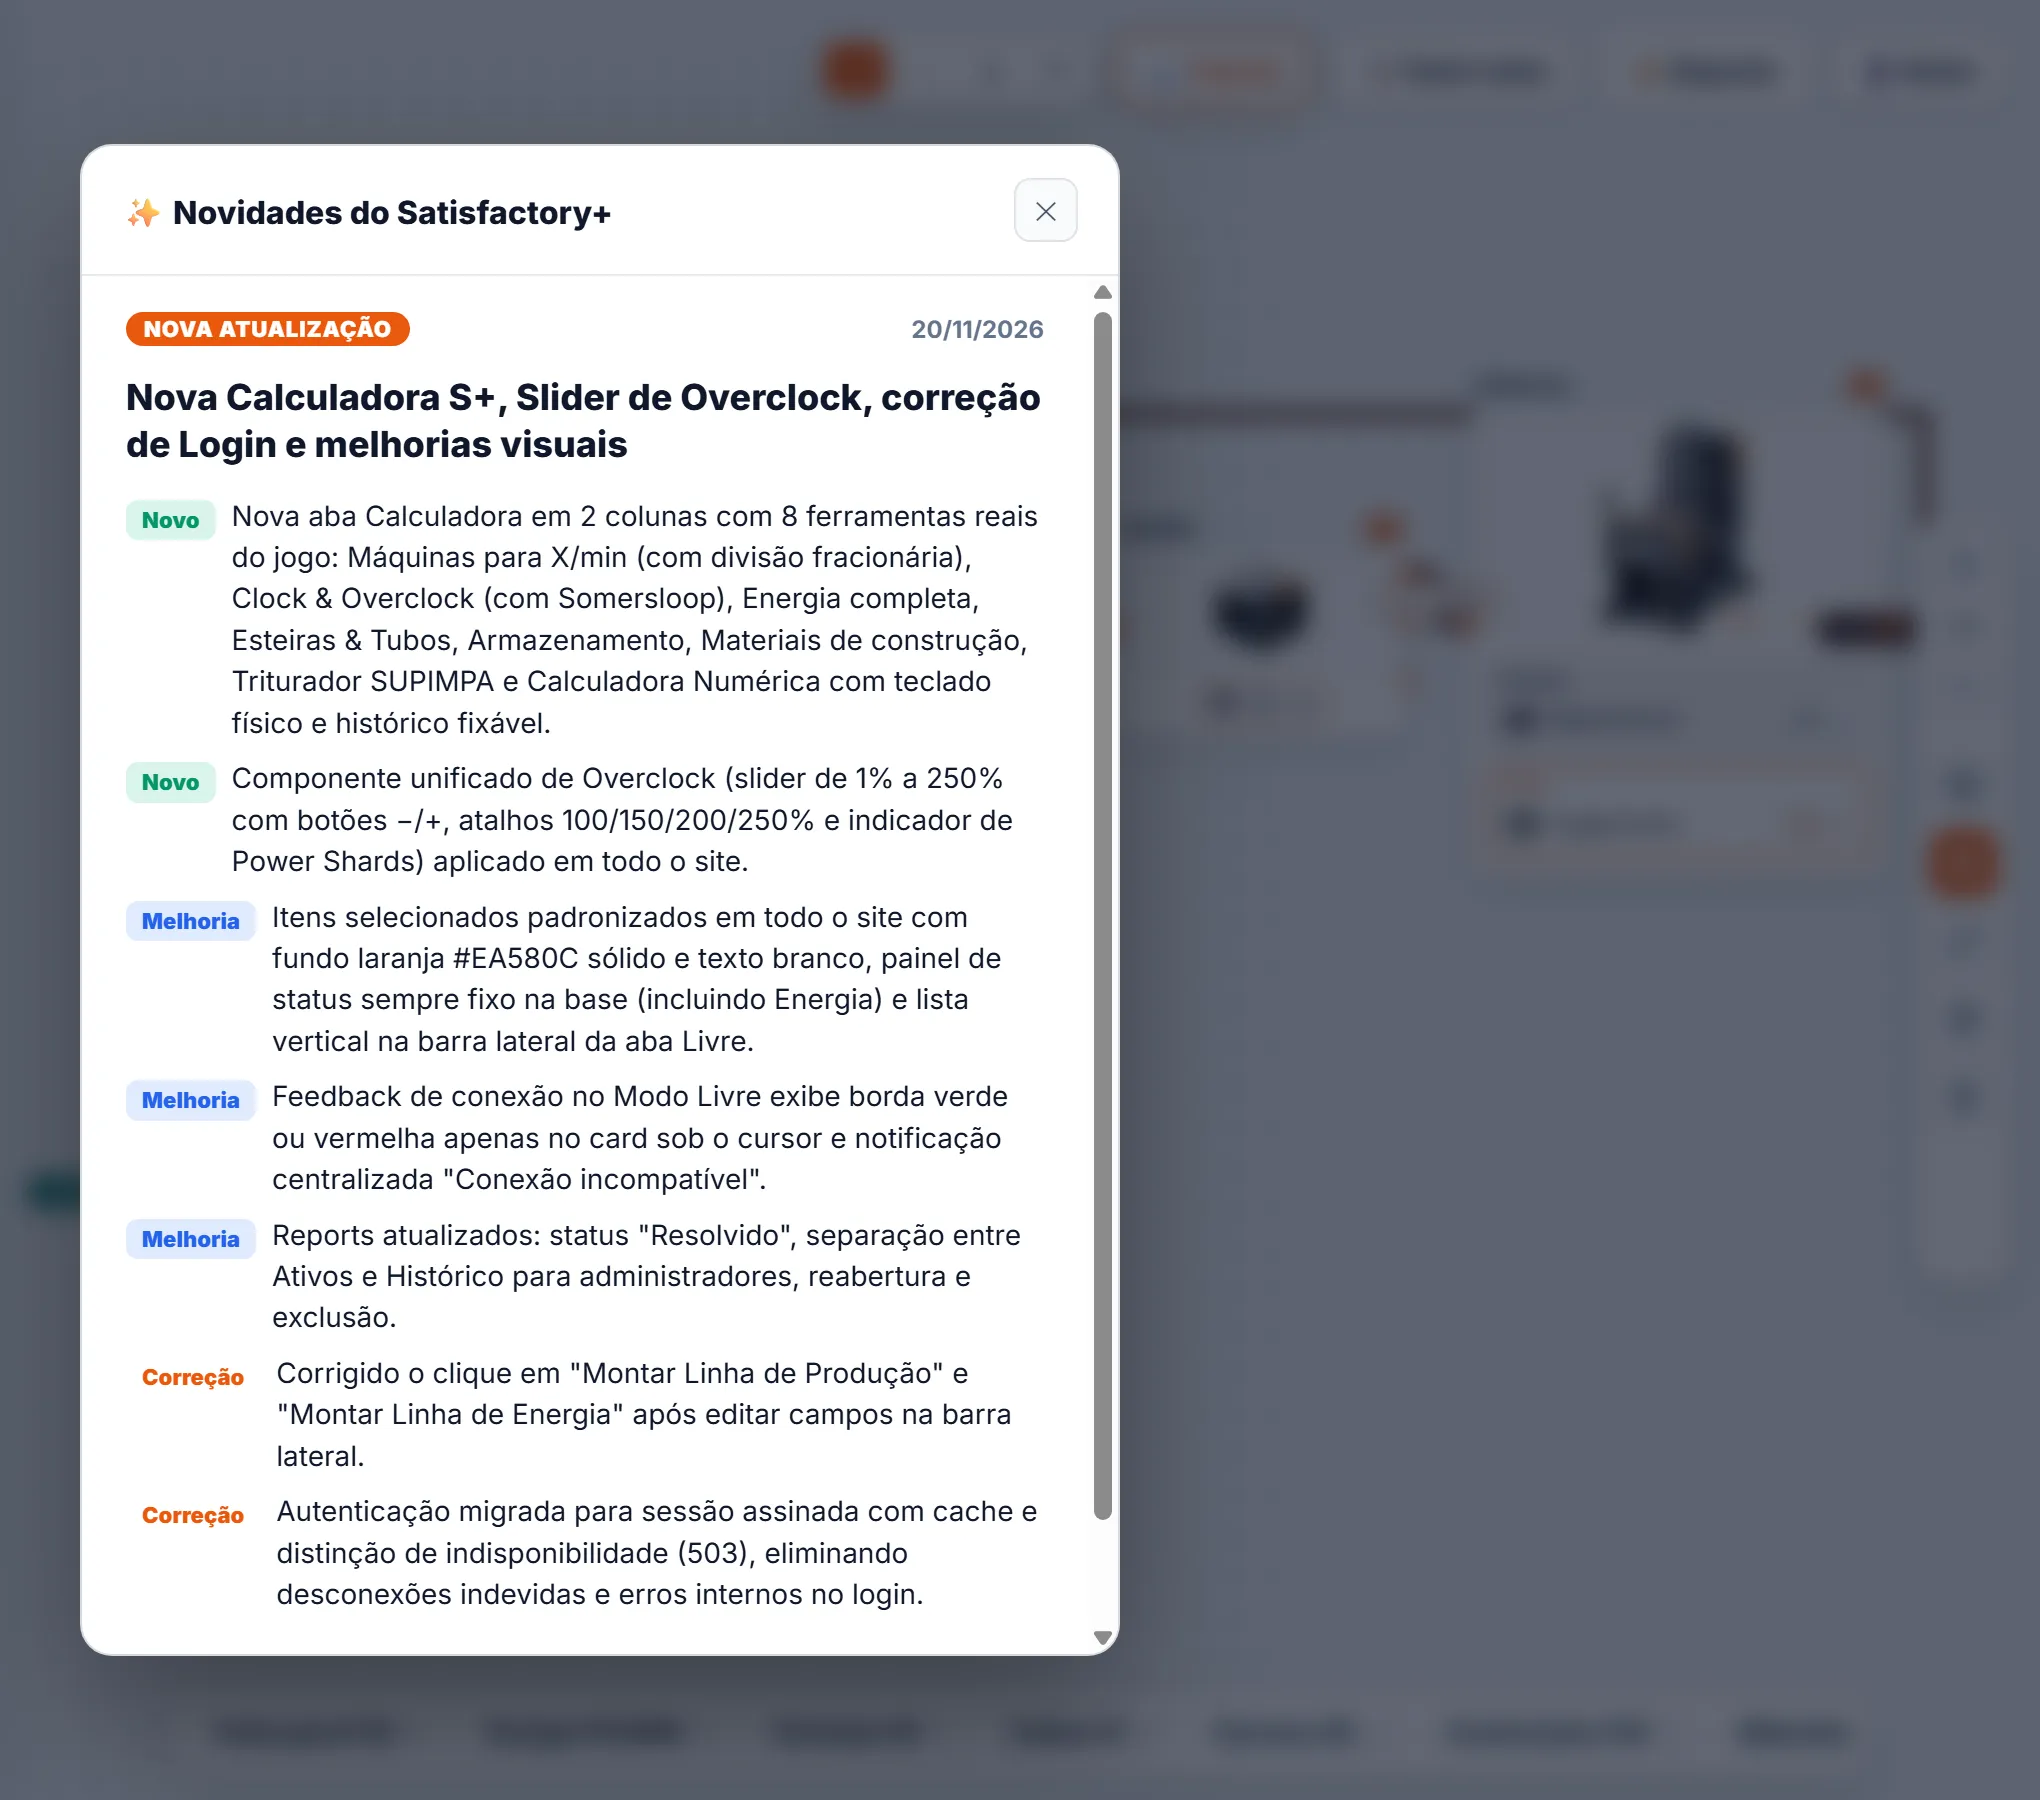 ✨ Novidades do Satisfactory+
NOVA ATUALIZAÇÃO
20/11/2026
Nova Calculadora S+, Slider de Overclock, correção
de Login e melhorias visuais
Novo
Nova aba Calculadora em 2 colunas com 8 ferramentas reais
do jogo: Máquinas para X/min (com divisão fracionária),
Clock & Overclock (com Somersloop), Energia completa,
Esteiras & Tubos, Armazenamento, Materiais de construção,
Triturador SUPIMPA e Calculadora Numérica com teclado
físico e histórico fixável.
Novo
Componente unificado de Overclock (slider de 1% a 250%
com botões −/+, atalhos 100/150/200/250% e indicador de
Power Shards) aplicado em todo o site.
Melhoria
Itens selecionados padronizados em todo o site com
fundo laranja #EA580C sólido e texto branco, painel de
status sempre fixo na base (incluindo Energia) e lista
vertical na barra lateral da aba Livre.
Melhoria
Feedback de conexão no Modo Livre exibe borda verde
ou vermelha apenas no card sob o cursor e notificação
centralizada "Conexão incompatível".
Melhoria
Reports atualizados: status "Resolvido", separação entre
Ativos e Histórico para administradores, reabertura e
exclusão.
Correção
Corrigido o clique em "Montar Linha de Produção" e
"Montar Linha de Energia" após editar campos na barra
lateral.
Correção
Autenticação migrada para sessão assinada com cache e
distinção de indisponibilidade (503), eliminando
desconexões indevidas e erros internos no login.